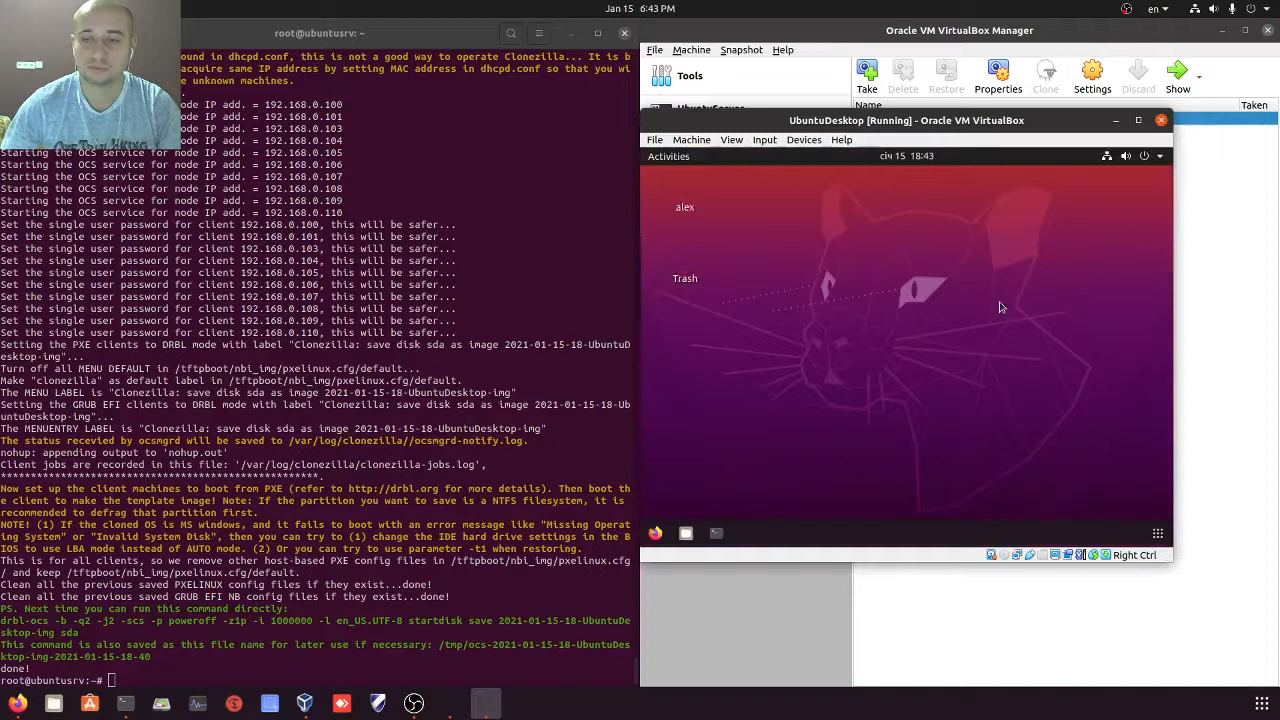 Jan 15 6:43 PM
en
root@ubuntusrv: ~
ound in dhcpd.conf, this is not a good way to operate Clonezilla... It is b
acquire same IP address by setting MAC address in dhcpd.conf so that you wi
unknown machines.
.
node IP add. = 192.168.0.100
node IP add. = 192.168.0.101
node IP add. = 192.168.0.103
node IP add. = 192.168.0.104
Starting the OCS service for node IP add. = 192.168.0.105
Starting the OCS service for node IP add. = 192.168.0.106
Starting the OCS service for node IP add. = 192.168.0.107
Starting the OCS service for node IP add. = 192.168.0.108
Starting the OCS service for node IP add. = 192.168.0.109
Starting the OCS service for node IP add. = 192.168.0.110
Set the single user password for client 192.168.0.100, this will be safer...
Set the single user password for client 192.168.0.101, this will be safer...
Set the single user password for client 192.168.0.103, this will be safer...
Set the single user password for client 192.168.0.104, this will be safer...
Set the single user password for client 192.168.0.105, this will be safer...
Set the single user password for client 192.168.0.106, this will be safer...
Set the single user password for client 192.168.0.107, this will be safer...
Set the single user password for client 192.168.0.108, this will be safer...
Set the single user password for client 192.168.0.109, this will be safer...
Set the single user password for client 192.168.0.110, this will be safer...
Setting the PXE clients to DRBL mode with label "Clonezilla: save disk sda as image 2021-01-15-18-UbuntuD
esktop-img"...
Turn off all MENU DEFAULT in /tftpboot/nbi_img/pxelinux.cfg/default...
Make "clonezilla" as default label in /tftpboot/nbi_img/pxelinux.cfg/default.
The MENU LABEL is "Clonezilla: save disk sda as image 2021-01-15-18-UbuntuDesktop-img"
Setting the GRUB EFI clients to DRBL mode with label "Clonezilla: save disk sda as image 2021-01-15-18-Ub
untuDesktop-img"...
The MENUENTRY LABEL is "Clonezilla: save disk sda as image 2021-01-15-18-UbuntuDesktop-img"
The status recevied by ocsmgrd will be saved to /var/log/clonezilla//ocsmgrd-notify.log.
nohup: appending output to 'nohup.out'
Client jobs are recorded in this file: '/var/log/clonezilla/clonezilla-jobs.log',
*****************************************************.
Now set up the client machines to boot from PXE (refer to http://drbl.org for more details). Then boot th
e client to make the template image! Note: If the partition you want to save is a NTFS filesystem, it is
recommended to defrag that partition first.
NOTE! (1) If the cloned OS is MS windows, and it fails to boot with an error message like "Missing Operat
ing System" or "Invalid System Disk", then you can try to (1) change the IDE hard drive settings in the B
IOS to use LBA mode instead of AUTO mode. (2) Or you can try to use parameter -t1 when restoring.
This is for all clients, so we remove other host-based PXE config files in /tftpboot/nbi_img/pxelinux.cfg
/ and keep /tftpboot/nbi_img/pxelinux.cfg/default.
Clean all the previous saved PXELINUX config files if they exist...done!
Clean all the previous saved GRUB EFI NB config files if they exist...done!
PS. Next time you can run this command directly:
drbl-ocs -b -q2 -j2 -scs -p poweroff -z1p -i 1000000 -l en_US.UTF-8 startdisk save 2021-01-15-18-UbuntuDe
sktop-img sda
This command is also saved as this file name for later use if necessary: /tmp/ocs-2021-01-15-18-UbuntuDes
ktop-img-2021-01-15-18-40
done!
root@ubuntusrv:~#
Oracle VM VirtualBox Manager
File Machine Snapshot Help
Tools
Take Delete Restore Properties Clone Settings Discard Show
Name Taken
UbuntuDesktop [Running] - Oracle VM VirtualBox
File Machine View Input Devices Help
Activities січ 15 18:43
alex
Trash
Right Ctrl